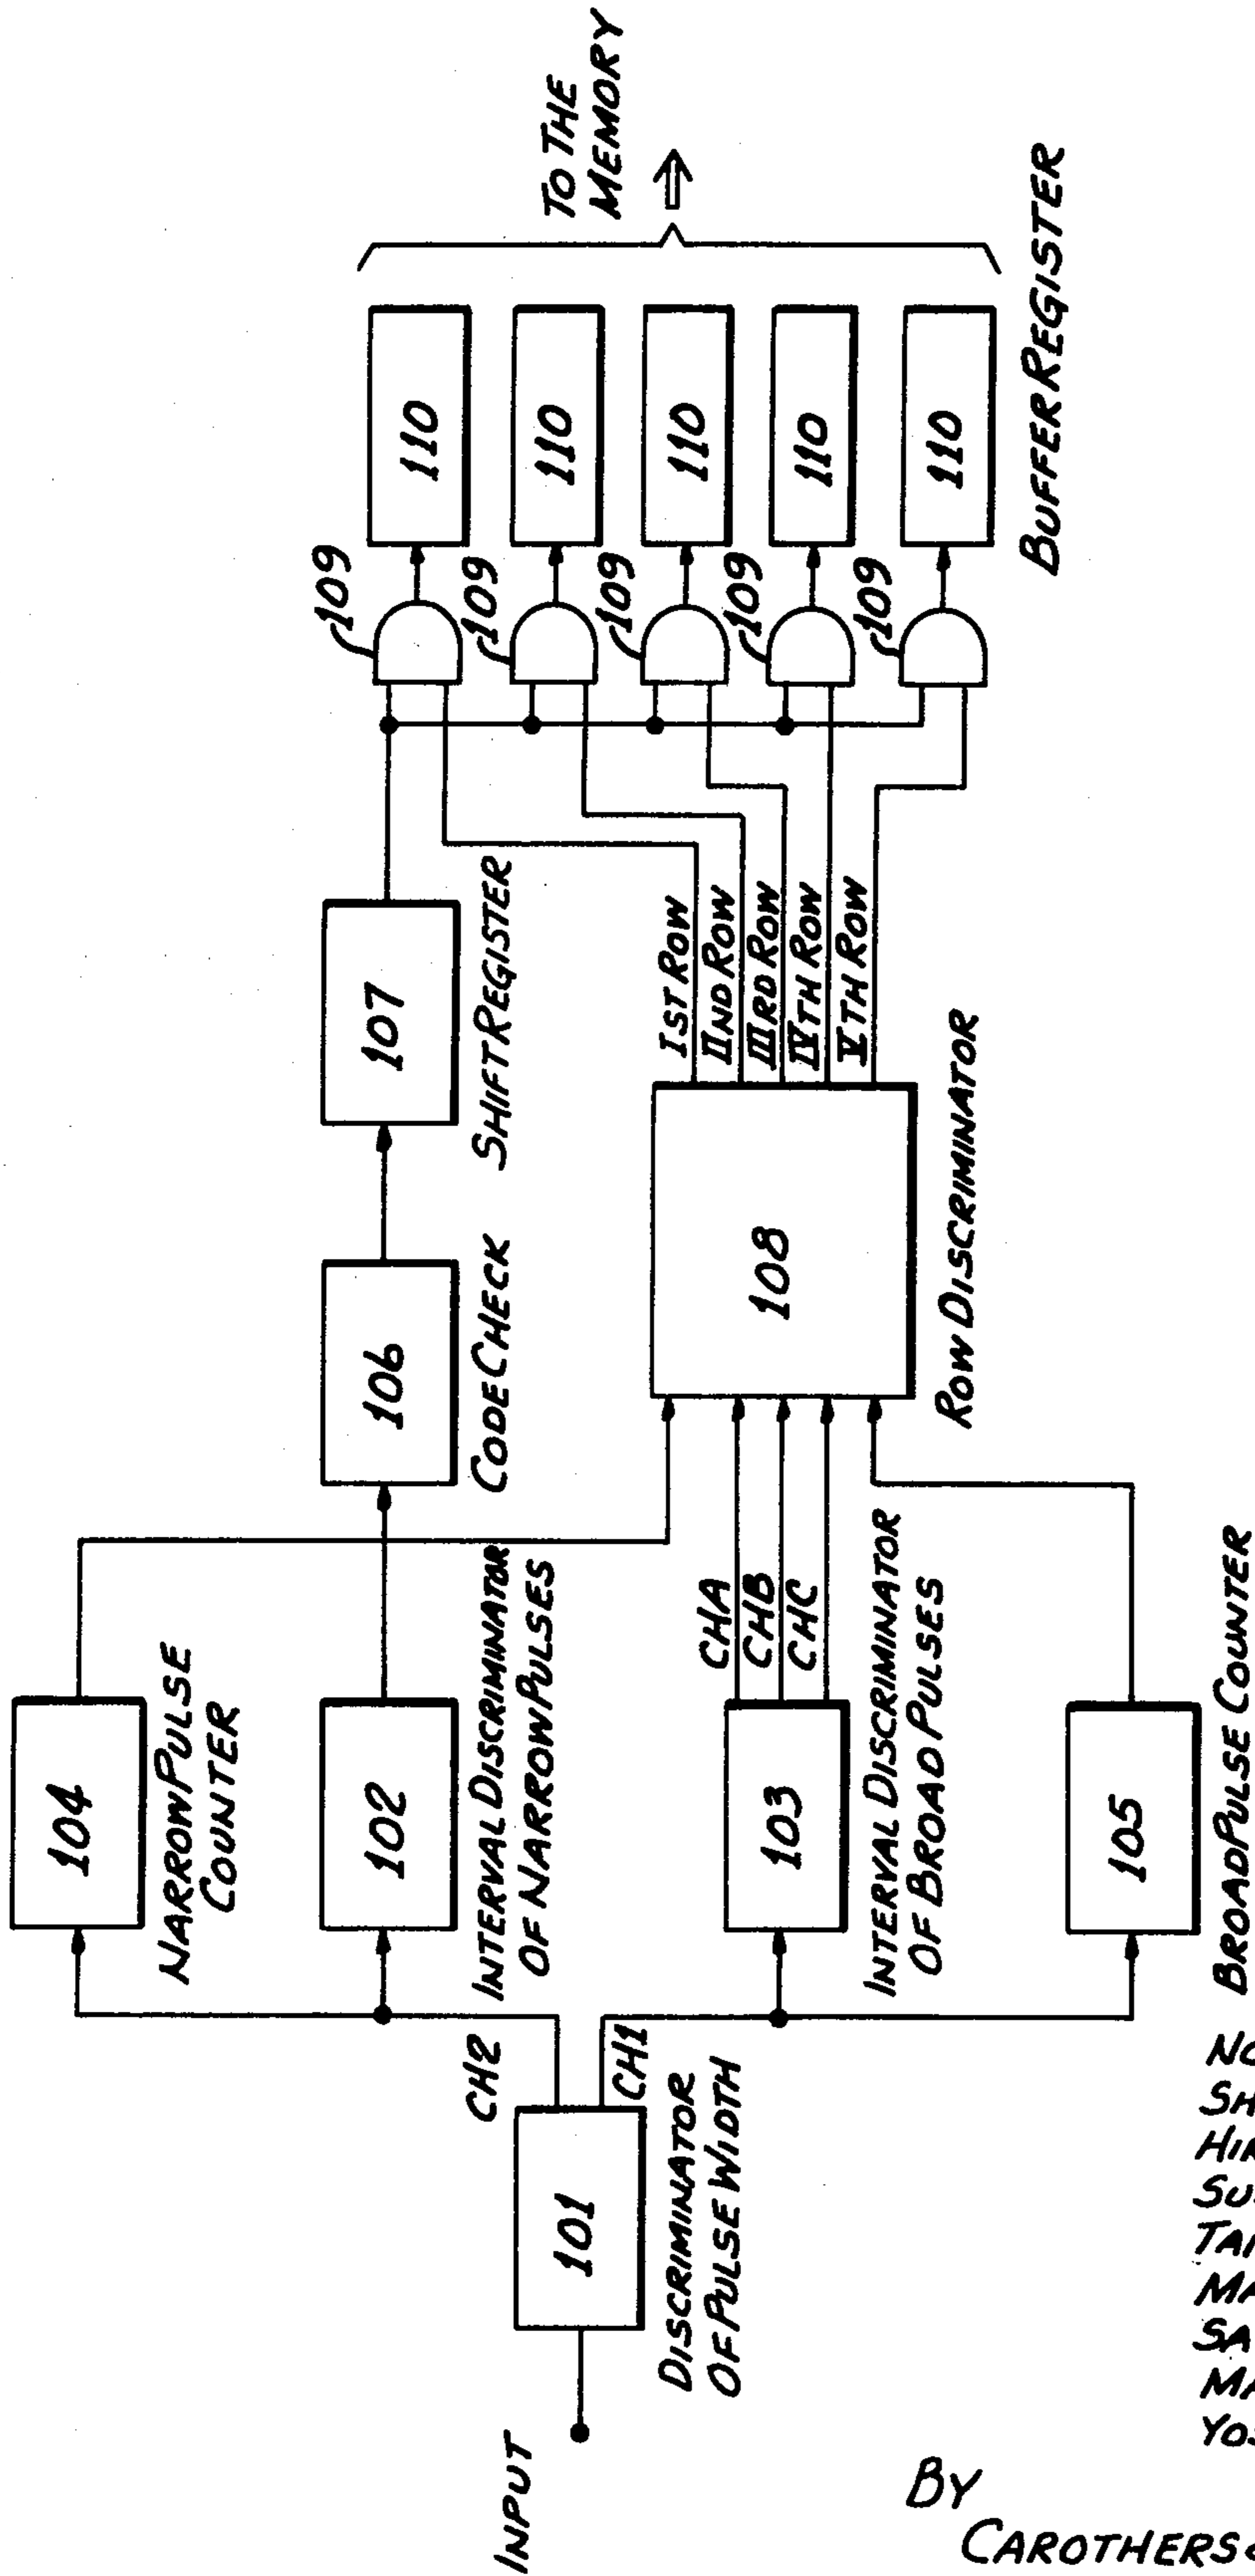 INPUT
101
DISCRIMINATOR
OF PULSE WIDTH
CH2
CH1
104
NARROW PULSE
COUNTER
102
INTERVAL DISCRIMINATOR
OF NARROW PULSES
103
INTERVAL DISCRIMINATOR
OF BROAD PULSES
105
BROAD PULSE COUNTER
CHA
CHB
CHC
106
CODE CHECK
107
SHIFT REGISTER
108
ROW DISCRIMINATOR
IST ROW
IIND ROW
IIIRD ROW
IVTH ROW
VTH ROW
109
109
109
109
109
110
110
110
110
110
BUFFER REGISTER
TO THE
MEMORY
BY
CAROTHERS